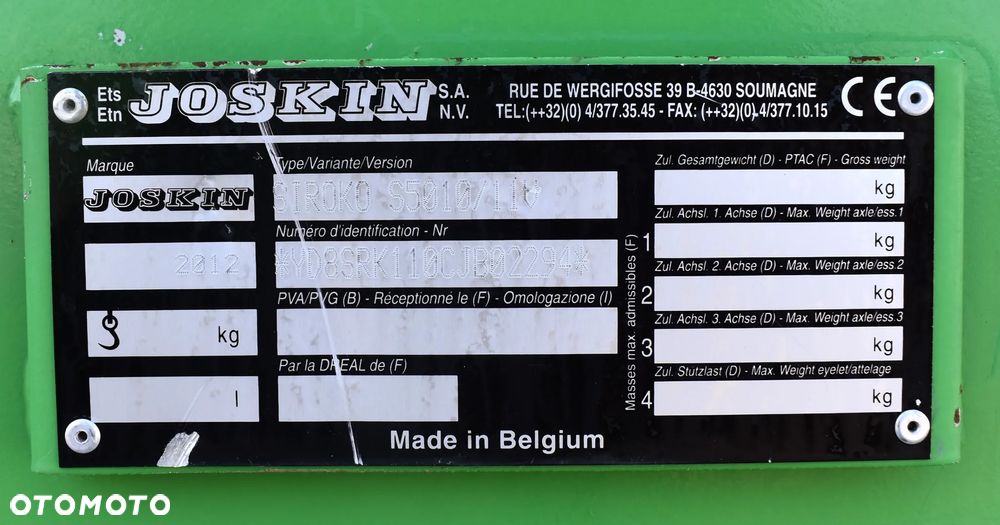 Ets
Etn
JOSKIN
S.A.
N.V.
RUE DE WERGIFOSSE 39 B-4630 SOUMAGNE
TEL:(++32)(0) 4/377.35.45 - FAX: (++32)(0) 4/377.10.15
CE
Marque
JOSKIN
2012
kg
l
Type/Variante/Version
SIROKO S5010/11V
Numéro d'identification - Nr
*YD8SRK110CJB02294*
PVA/PVG (B) - Réceptionné le (F) - Omologazione (I)
Par la DREAL de (F)
Zul. Gesamtgewicht (D) - PTAC (F) - Gross weight
kg
Masses max. admissibles (F)
Zul. Achsl. 1. Achse (D) - Max. Weight axle/ess.1
1 kg
Zul. Achsl. 2. Achse (D) - Max. Weight axle/ess.2
2 kg
Zul. Achsl. 3. Achse (D) - Max. Weight axle/ess.3
3 kg
Zul. Stutzlast (D) - Max. Weight eyelet/attelage
4 kg
Made in Belgium
OTOMOTO